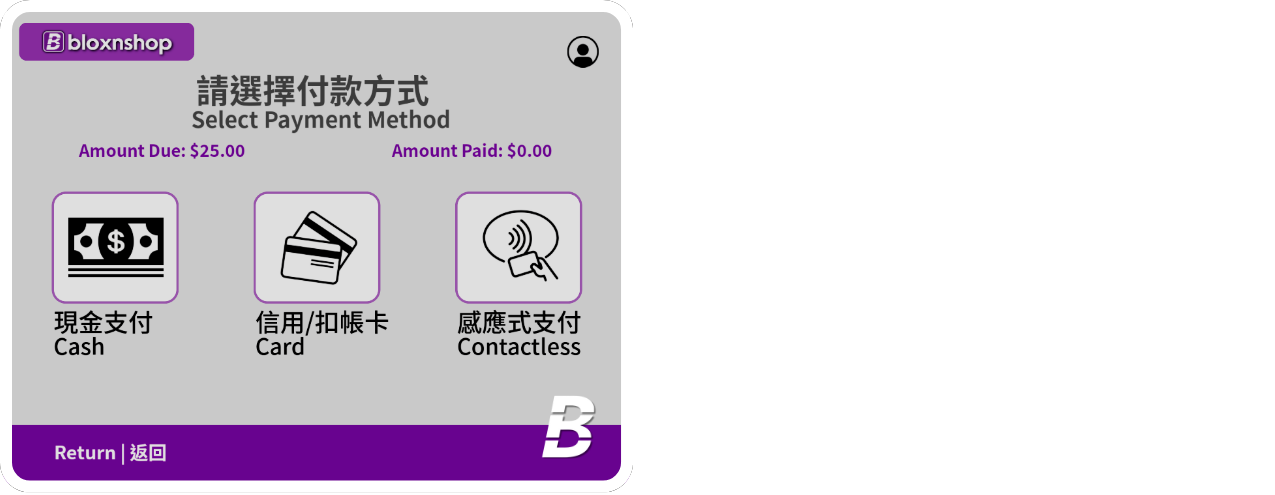 B bloxnshop
請選擇付款方式
Select Payment Method
Amount Due: $25.00
Amount Paid: $0.00
$
現金支付
Cash
信用/扣帳卡
Card
感應式支付
Contactless
B
Return | 返回